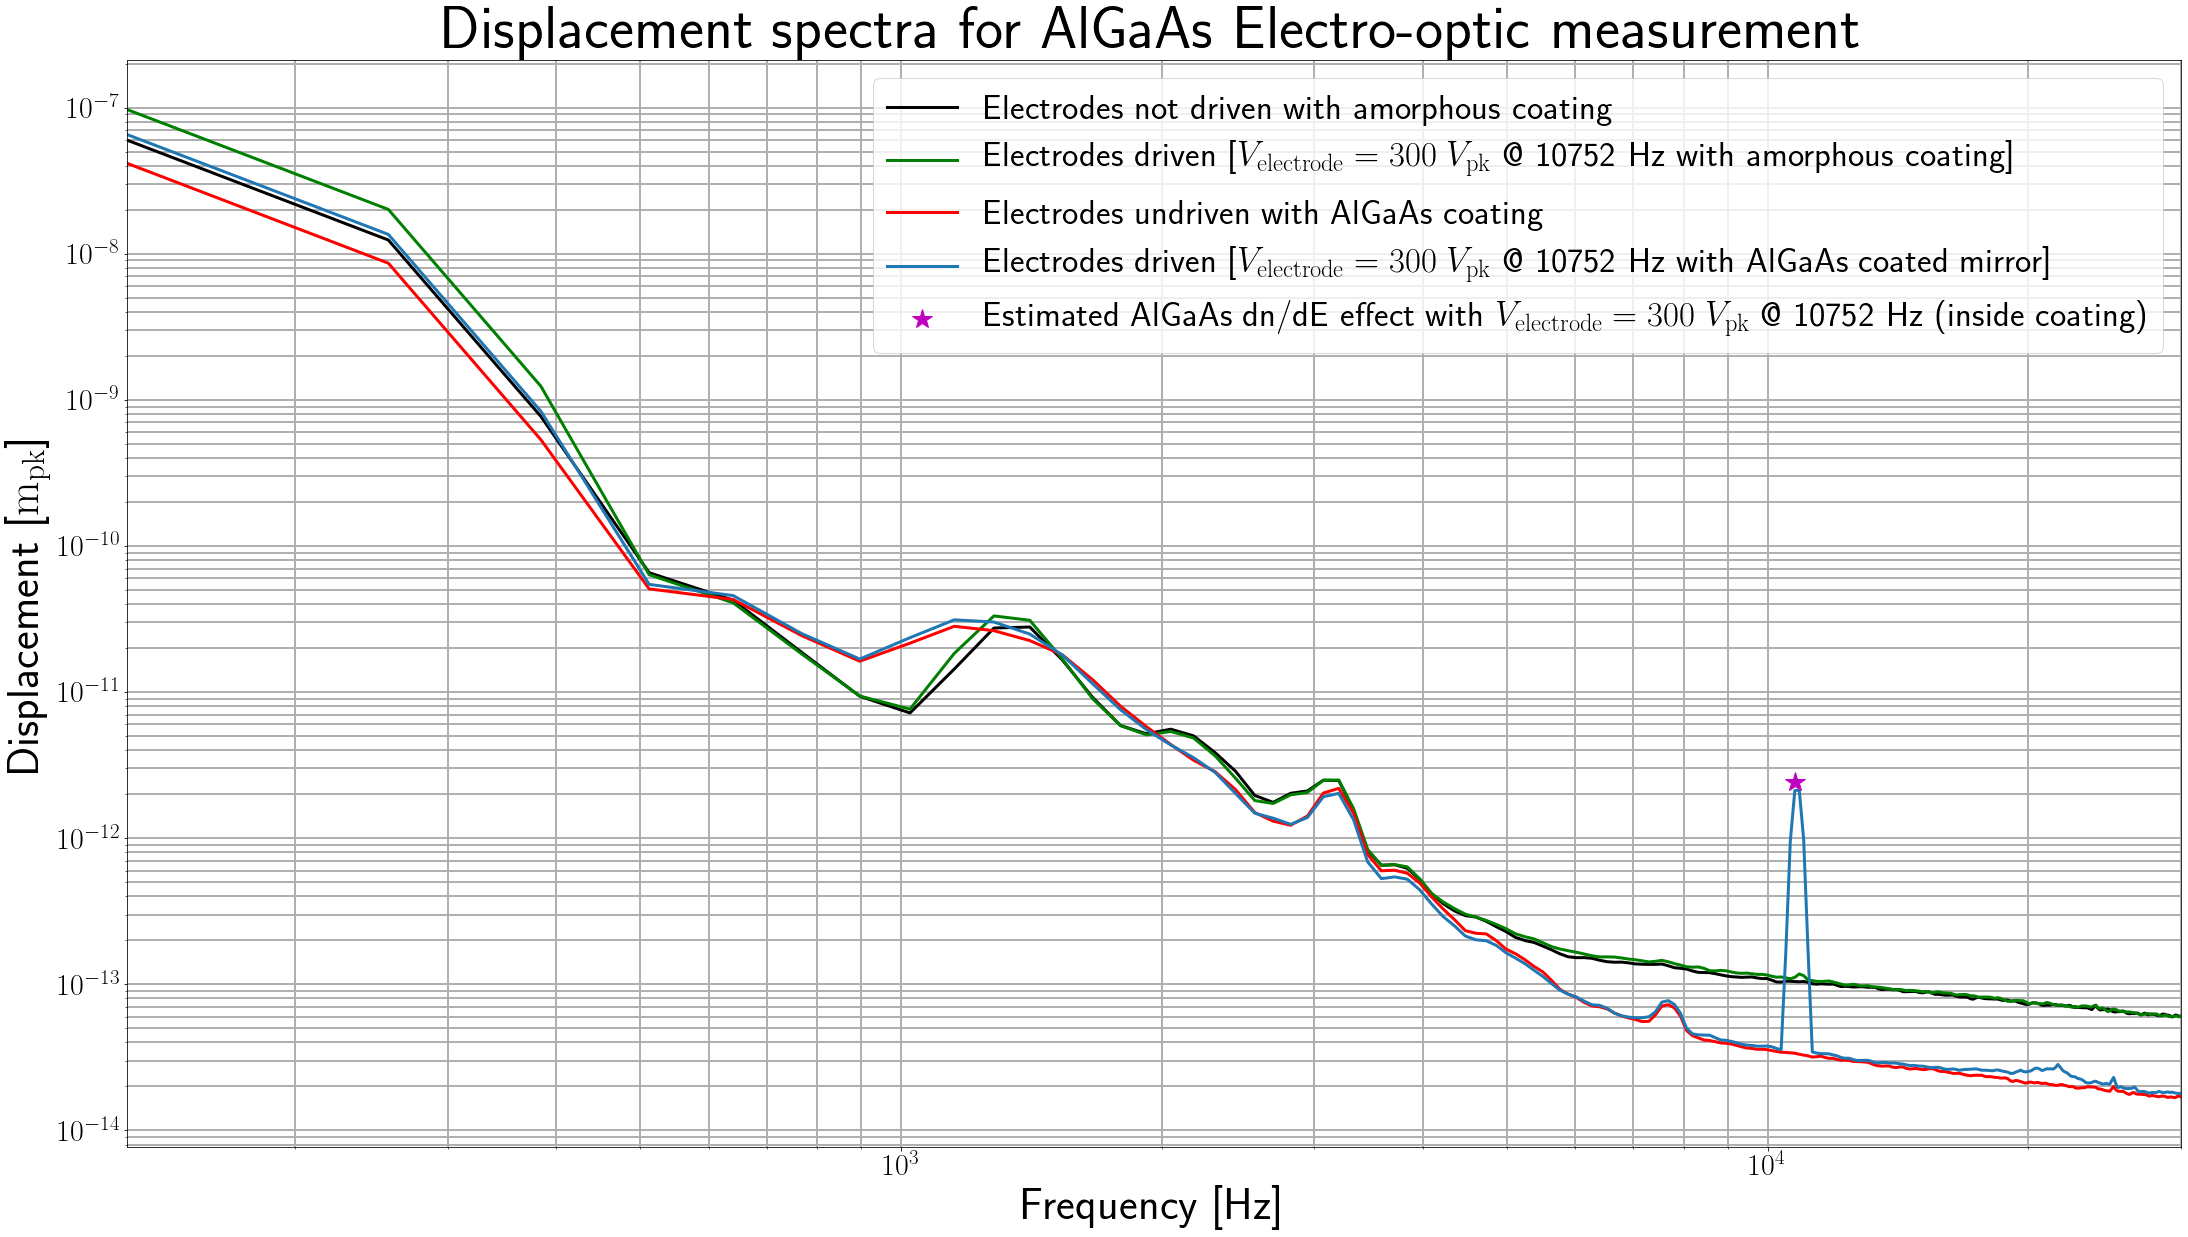 Displacement spectra for AlGaAs Electro-optic measurement
Electrodes not driven with amorphous coating
Electrodes driven [V_electrode = 300 V_pk @ 10752 Hz with amorphous coating]
Electrodes undriven with AlGaAs coating
Electrodes driven [V_electrode = 300 V_pk @ 10752 Hz with AlGaAs coated mirror]
Estimated AlGaAs dn/dE effect with V_electrode = 300 V_pk @ 10752 Hz (inside coating)
Displacement [m_pk]
10^-7
10^-8
10^-9
10^-10
10^-11
10^-12
10^-13
10^-14
10^3
10^4
Frequency [Hz]